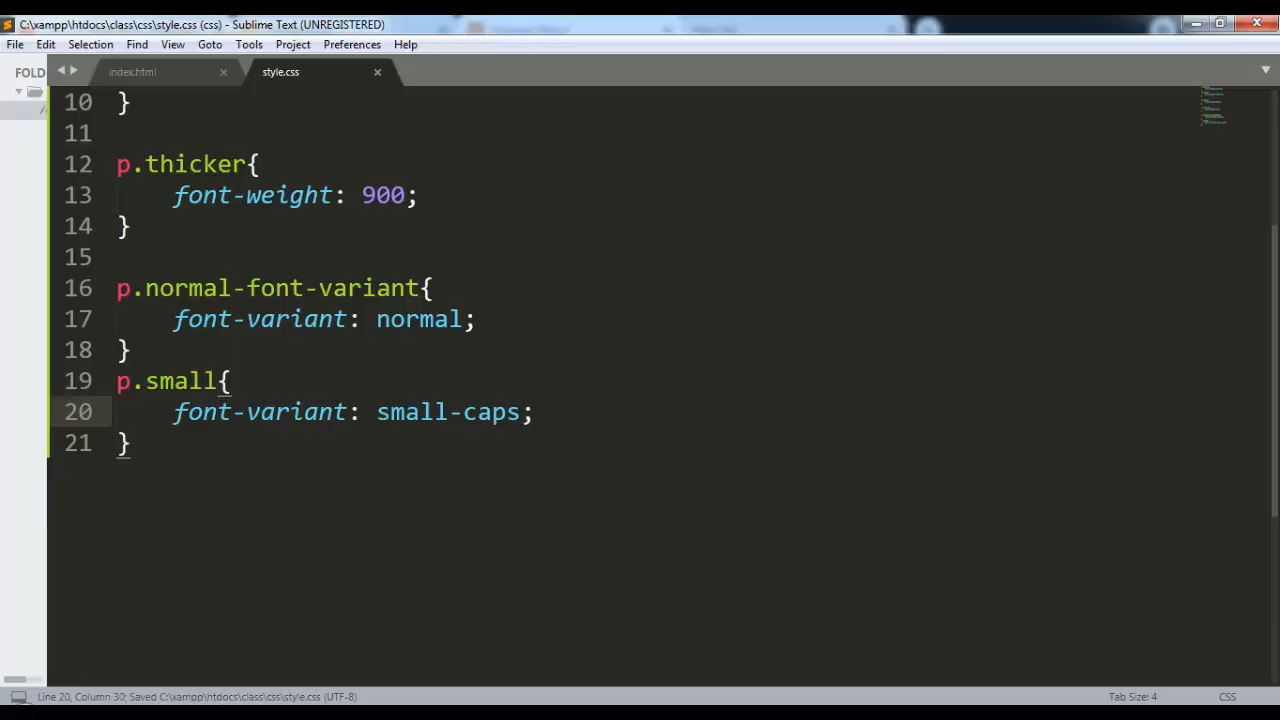 C:\xampp\htdocs\class\css\style.css (css) - Sublime Text (UNREGISTERED)
File Edit Selection Find View Goto Tools Project Preferences Help
FOLD
index.html
style.css
10 }
11
12 p.thicker{
13 font-weight: 900;
14 }
15
16 p.normal-font-variant{
17 font-variant: normal;
18 }
19 p.small{
20 font-variant: small-caps;
21 }
Line 20, Column 30; Saved C:\xampp\htdocs\class\css\style.css (UTF-8)
Tab Size: 4
CSS